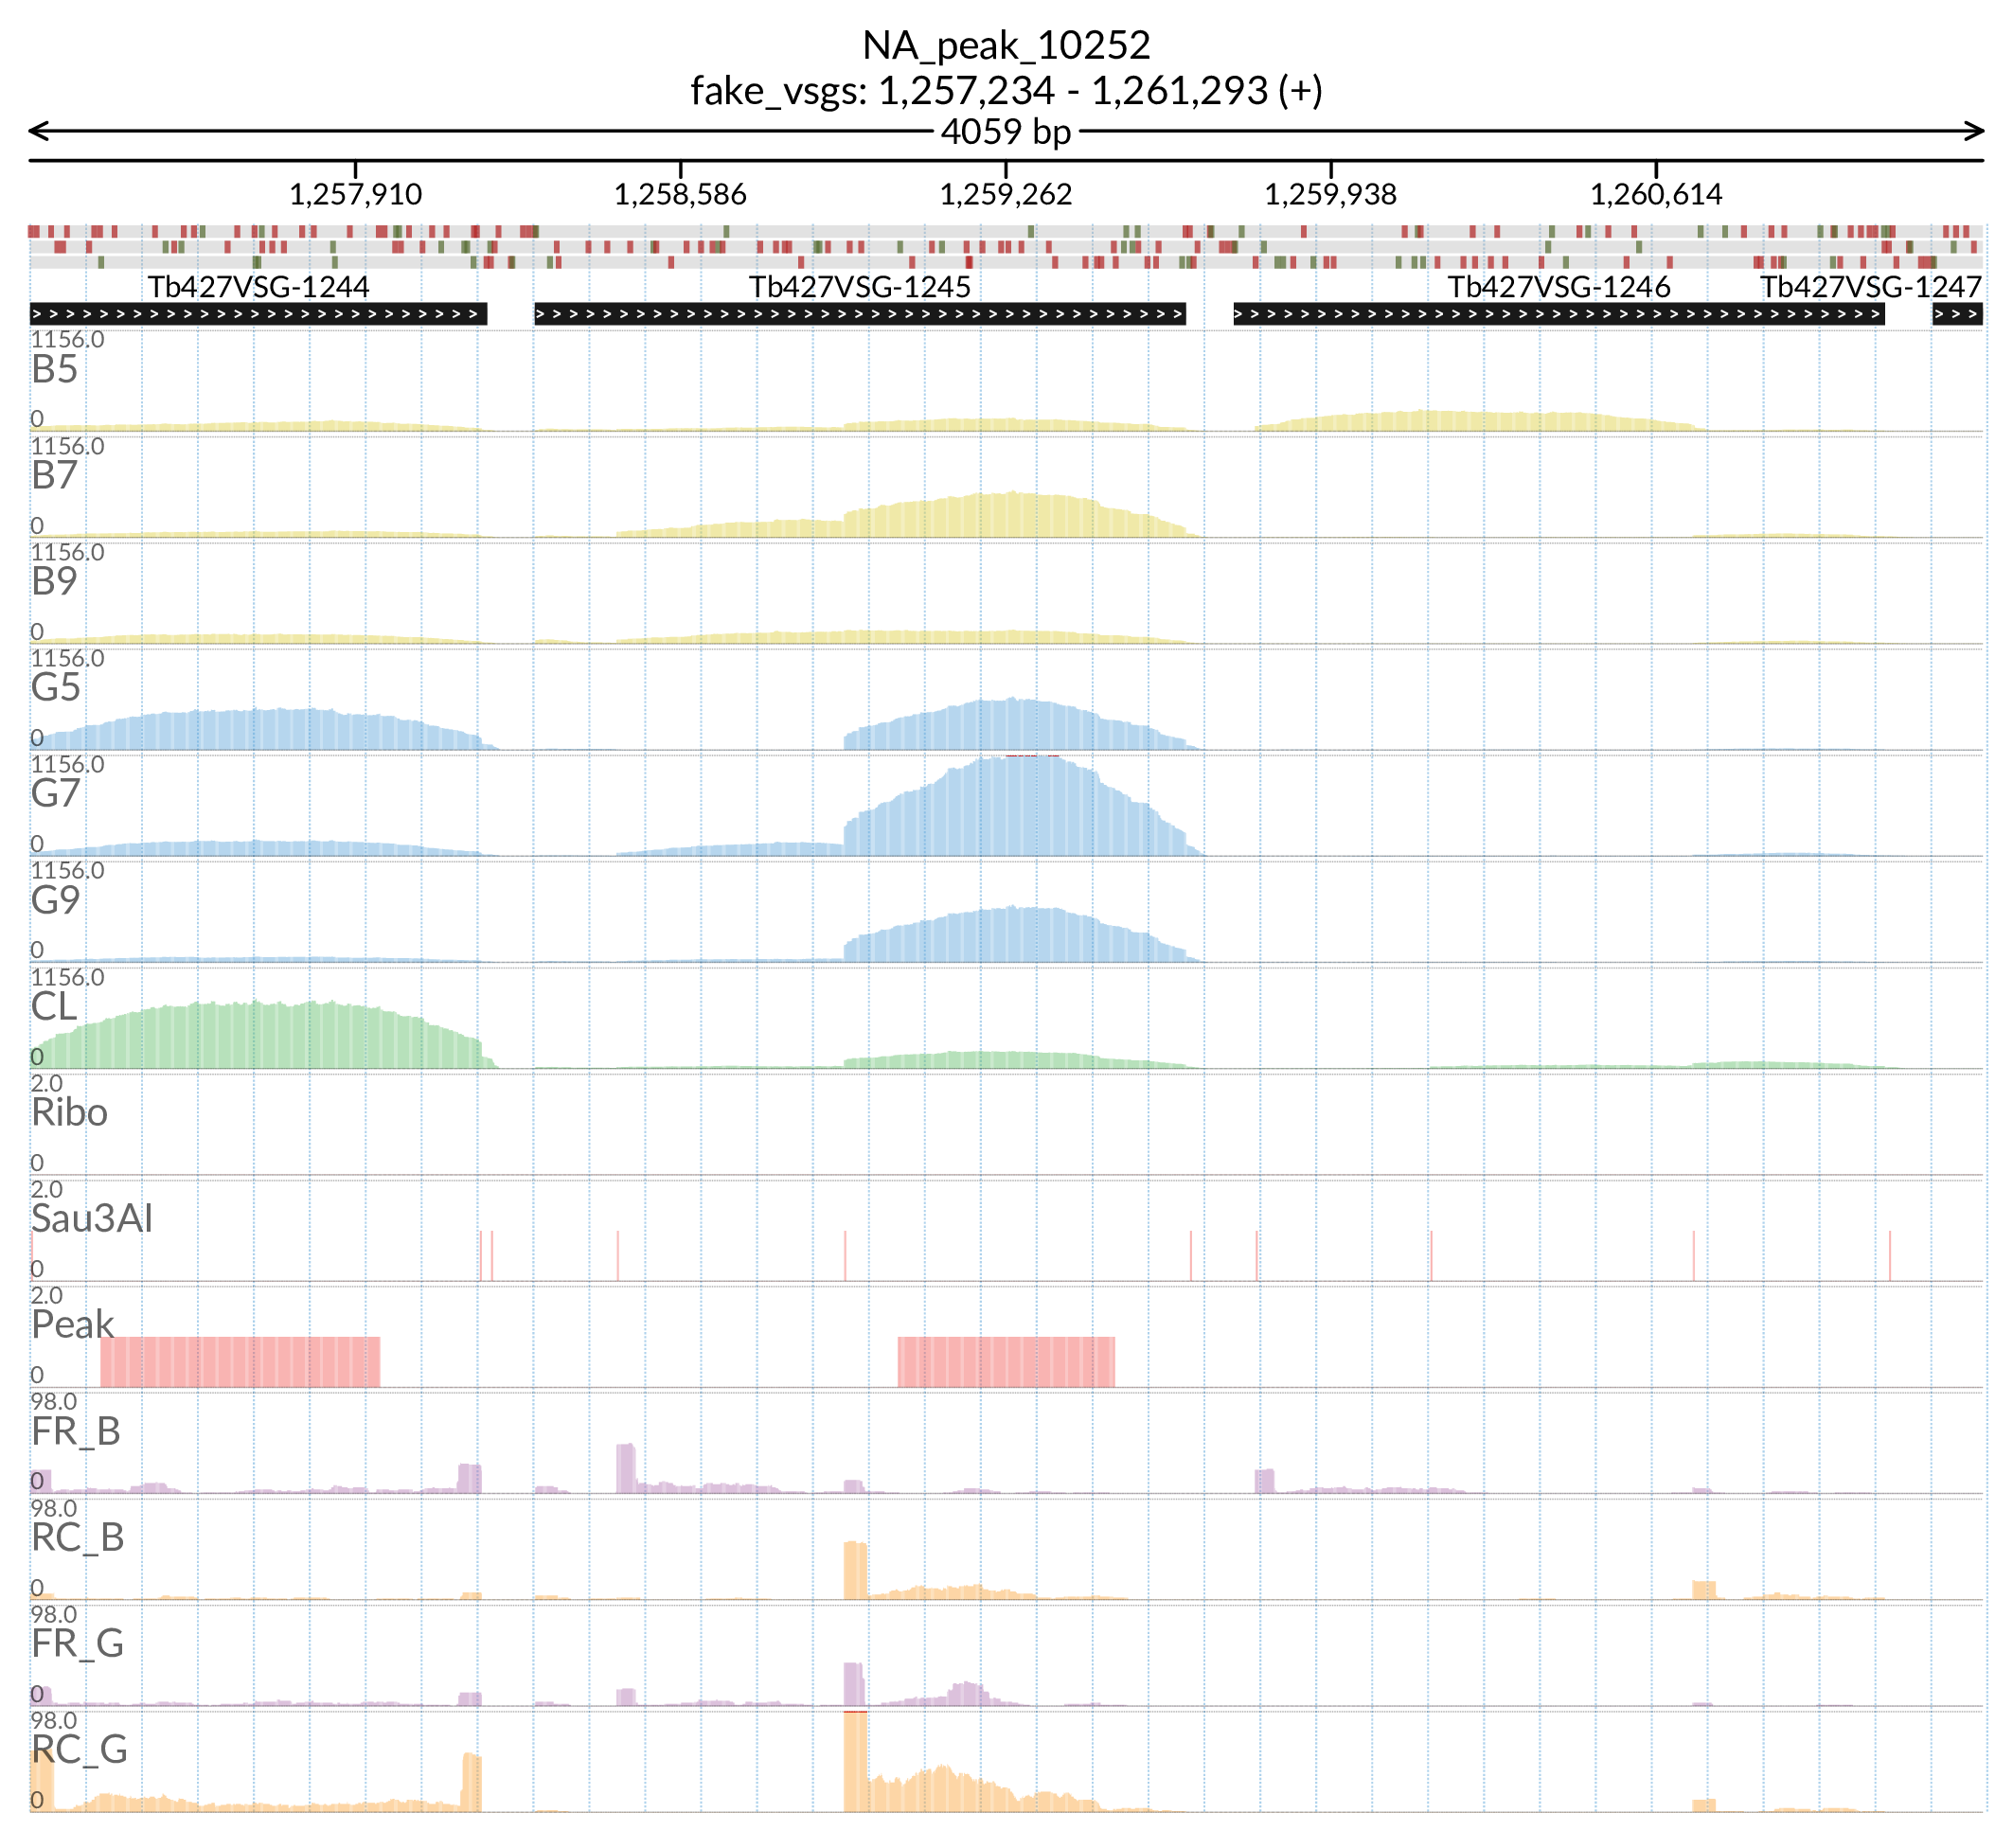 NA_peak_10252
fake_vsgs: 1,257,234 - 1,261,293 (+)
4059 bp
1,257,910 1,258,586 1,259,262 1,259,938 1,260,614
Tb427VSG-1244 Tb427VSG-1245 Tb427VSG-1246 Tb427VSG-1247
1156.0
B5
0
1156.0
B7
0
1156.0
B9
0
1156.0
G5
0
1156.0
G7
0
1156.0
G9
0
1156.0
CL
0
2.0
Ribo
0
2.0
Sau3AI
0
2.0
Peak
0
98.0
FR_B
0
98.0
RC_B
0
98.0
FR_G
0
98.0
RC_G
0